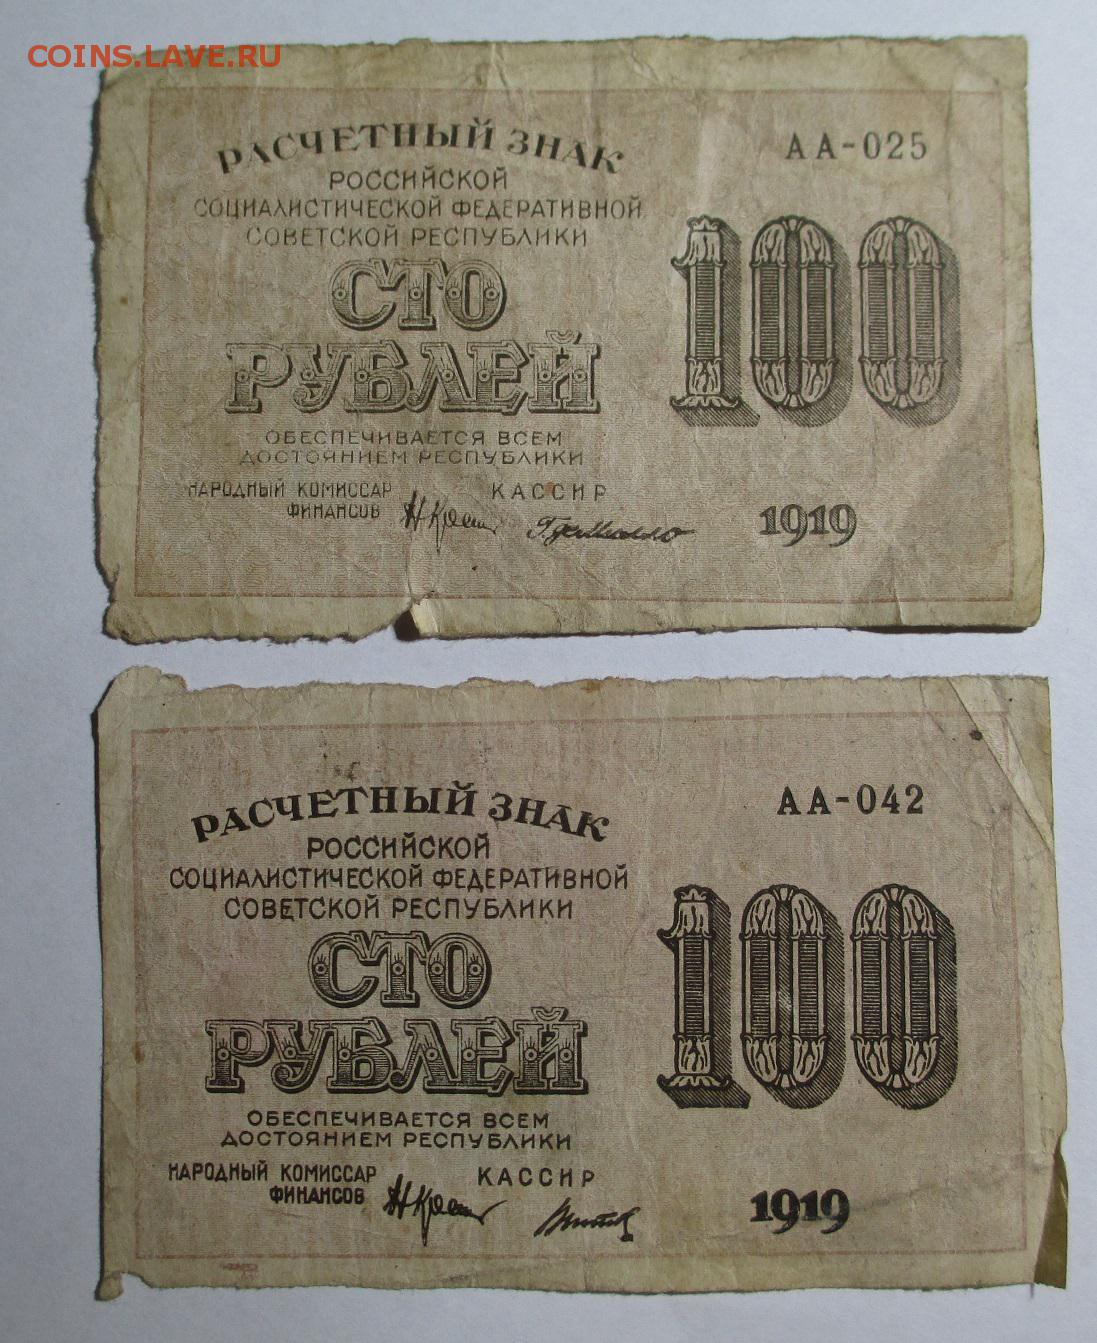 COINS.LAVE.RU
РАСЧЕТНЫЙ ЗНАК
РОССИЙСКОЙ
СОЦИАЛИСТИЧЕСКОЙ ФЕДЕРАТИВНОЙ
СОВЕТСКОЙ РЕСПУБЛИКИ
СТО
РУБЛЕЙ
ОБЕСПЕЧИВАЕТСЯ ВСЕМ
ДОСТОЯНИЕМ РЕСПУБЛИКИ
НАРОДНЫЙ КОМИССАР
ФИНАНСОВ
КАССИР
АА-025
100
1919
РАСЧЕТНЫЙ ЗНАК
РОССИЙСКОЙ
СОЦИАЛИСТИЧЕСКОЙ ФЕДЕРАТИВНОЙ
СОВЕТСКОЙ РЕСПУБЛИКИ
СТО
РУБЛЕЙ
ОБЕСПЕЧИВАЕТСЯ ВСЕМ
ДОСТОЯНИЕМ РЕСПУБЛИКИ
НАРОДНЫЙ КОМИССАР
ФИНАНСОВ
КАССИР
АА-042
100
1919